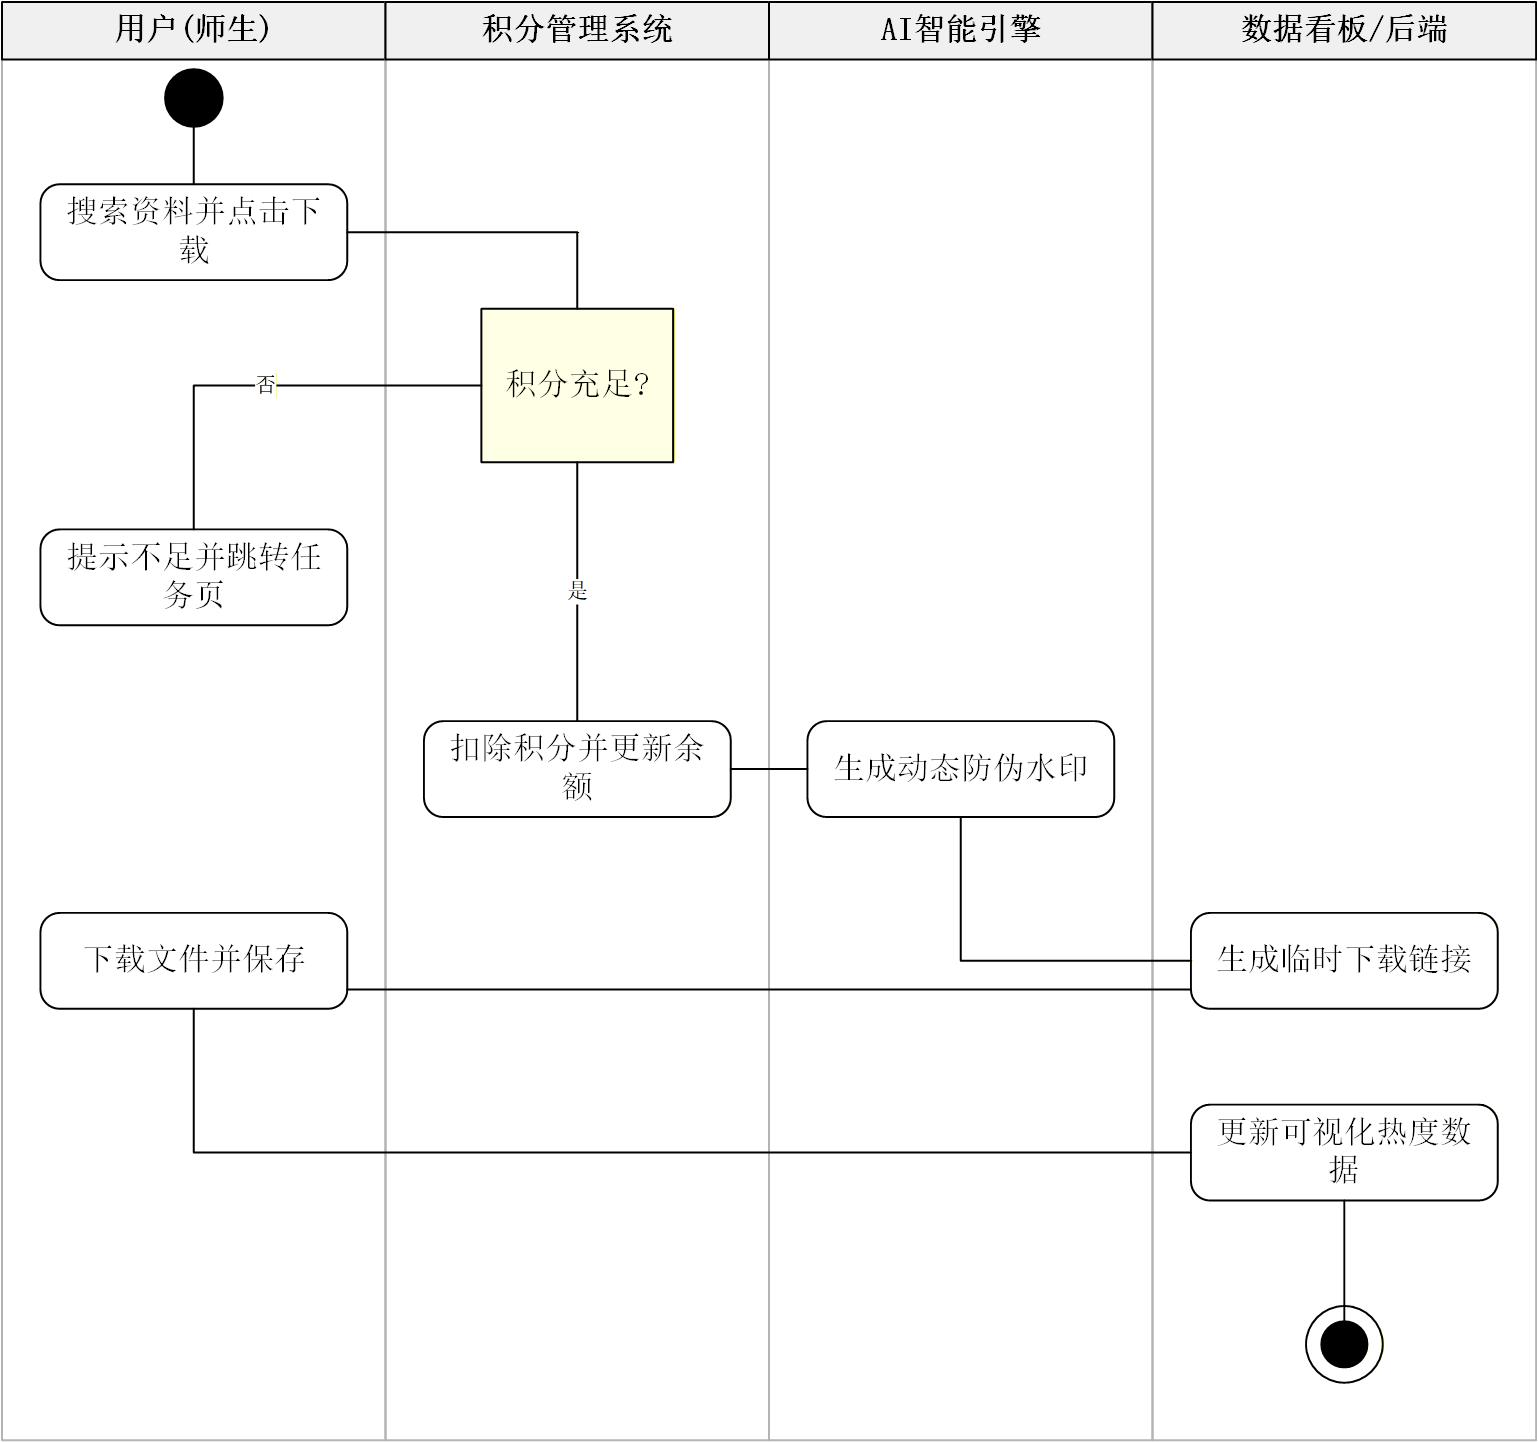 用户(师生)
积分管理系统
AI智能引擎
数据看板/后端
搜索资料并点击下
载
积分充足?
否
提示不足并跳转任
务页
是
扣除积分并更新余
额
生成动态防伪水印
下载文件并保存
生成临时下载链接
更新可视化热度数
据